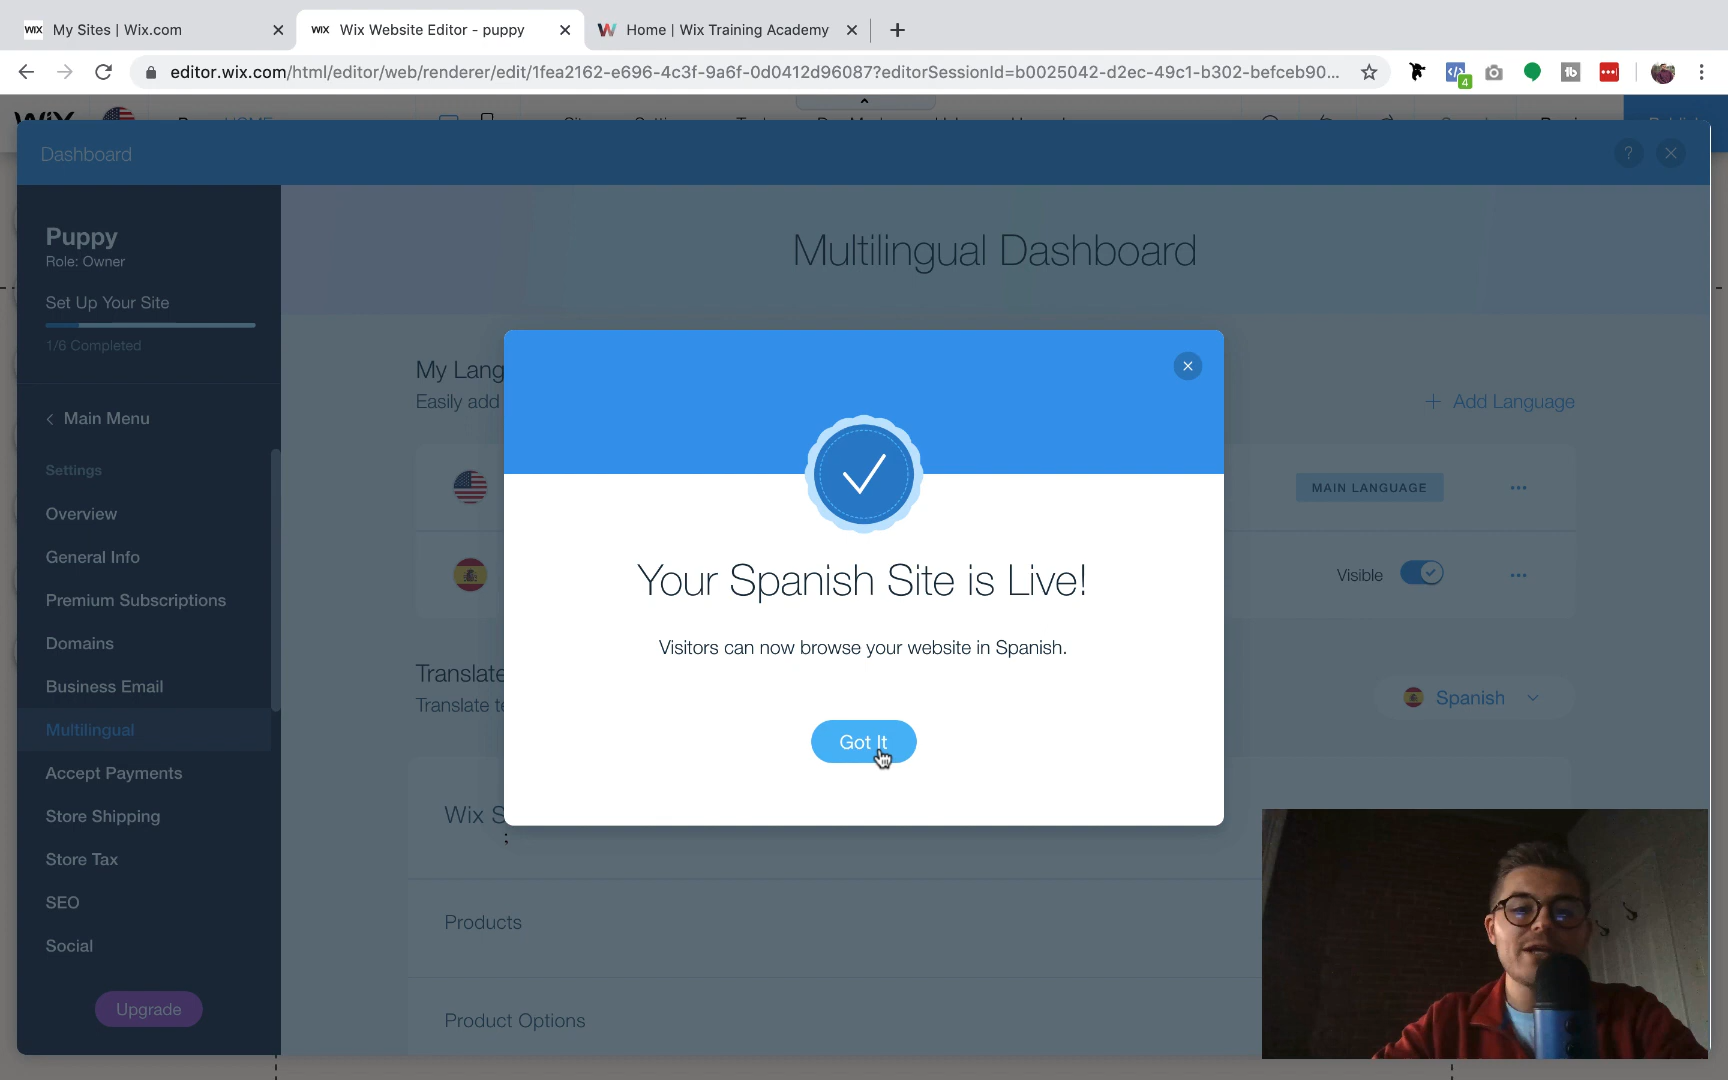 WIX My Sites | Wix.com
WIX Wix Website Editor - puppy
W Home | Wix Training Academy
editor.wix.com/html/editor/web/renderer/edit/1fea2162-e696-4c3f-9a6f-0d0412d96087?editorSessionId=b0025042-d2ec-49c1-b302-befceb90...
4
tb
WIX
Dashboard
?
Puppy
Role: Owner
Set Up Your Site
1/6 Completed
Main Menu
Settings
Overview
General Info
Premium Subscriptions
Domains
Business Email
Multilingual
Accept Payments
Store Shipping
Store Tax
SEO
Social
Upgrade
Multilingual Dashboard
My Lang
Easily add
+ Add Language
MAIN LANGUAGE
Visible
Translate
Spanish
Wix S
;
Products
Product Options
Your Spanish Site is Live!
Visitors can now browse your website in Spanish.
Got It